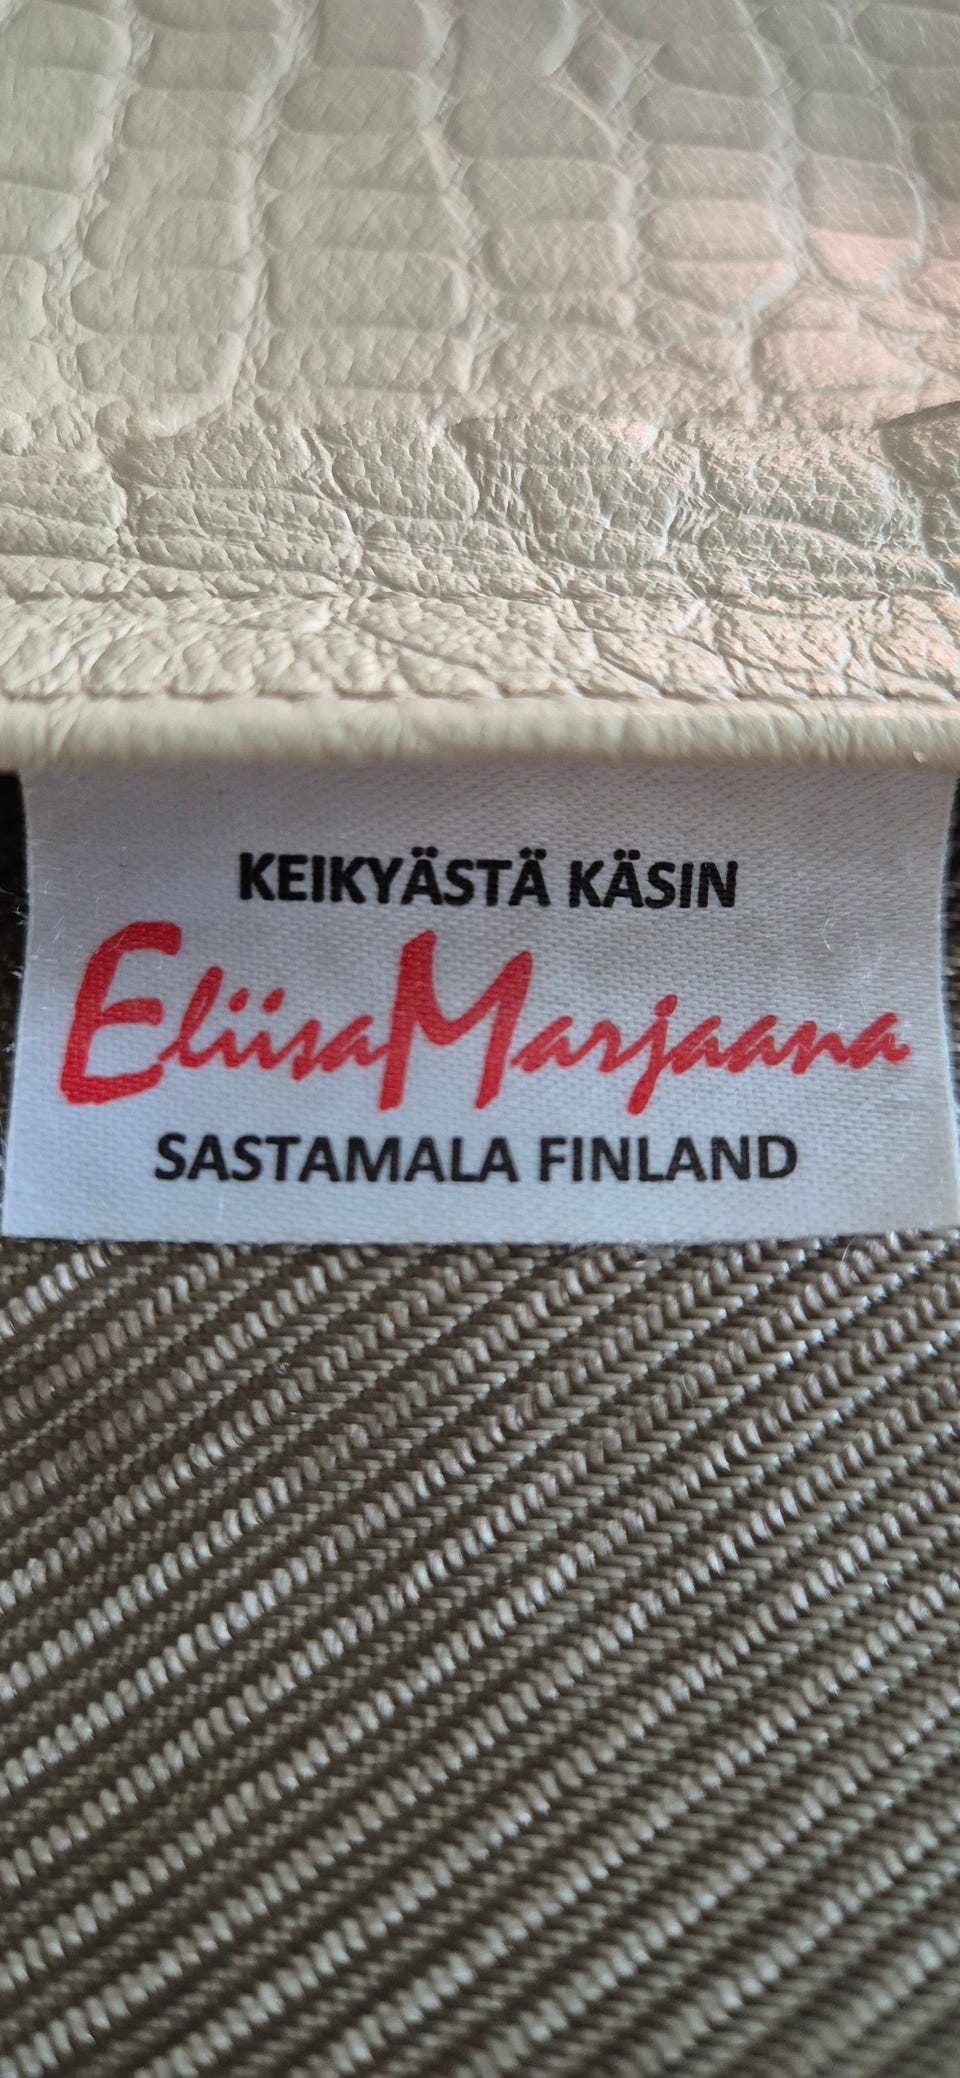 KEIKYÄSTÄ KÄSIN
EliisaMarjaana
SASTAMALA FINLAND